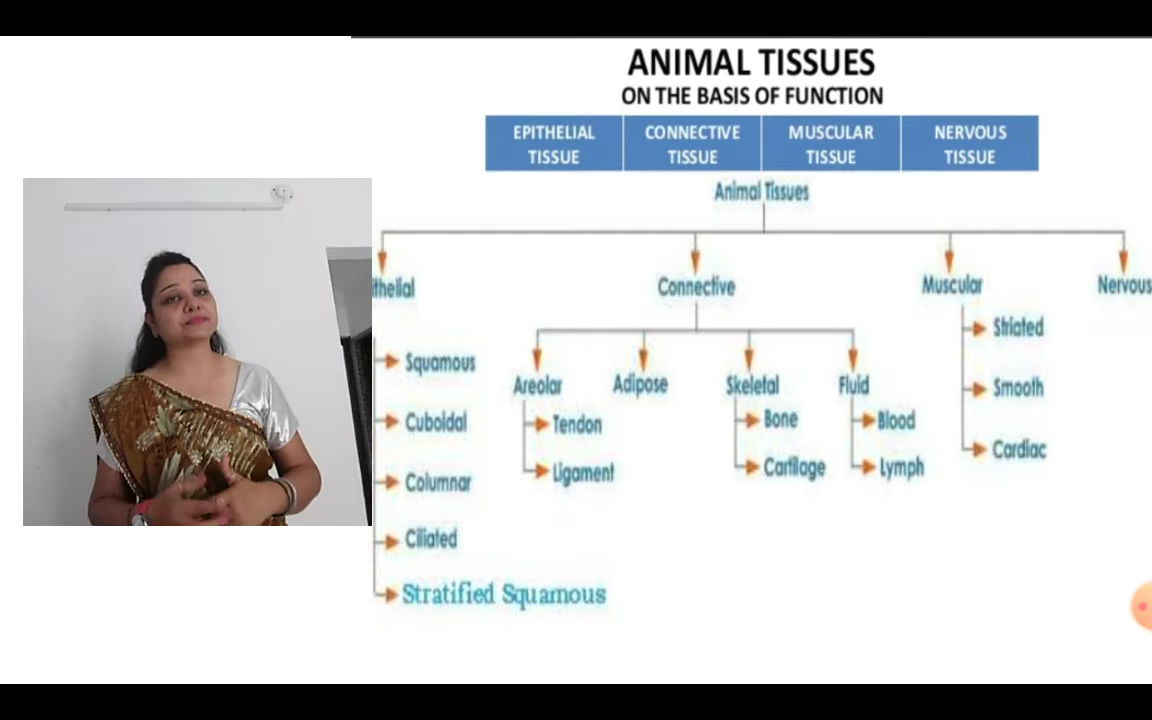 ANIMAL TISSUES
ON THE BASIS OF FUNCTION
EPITHELIAL TISSUE
CONNECTIVE TISSUE
MUSCULAR TISSUE
NERVOUS TISSUE
Animal Tissues
thelial
Connective
Muscular
Nervous
Squamous
Cuboidal
Columnar
Ciliated
Stratified Squamous
Areolar
Adipose
Skeletal
Fluid
Tendon
Ligament
Bone
Cartilage
Blood
Lymph
Striated
Smooth
Cardiac